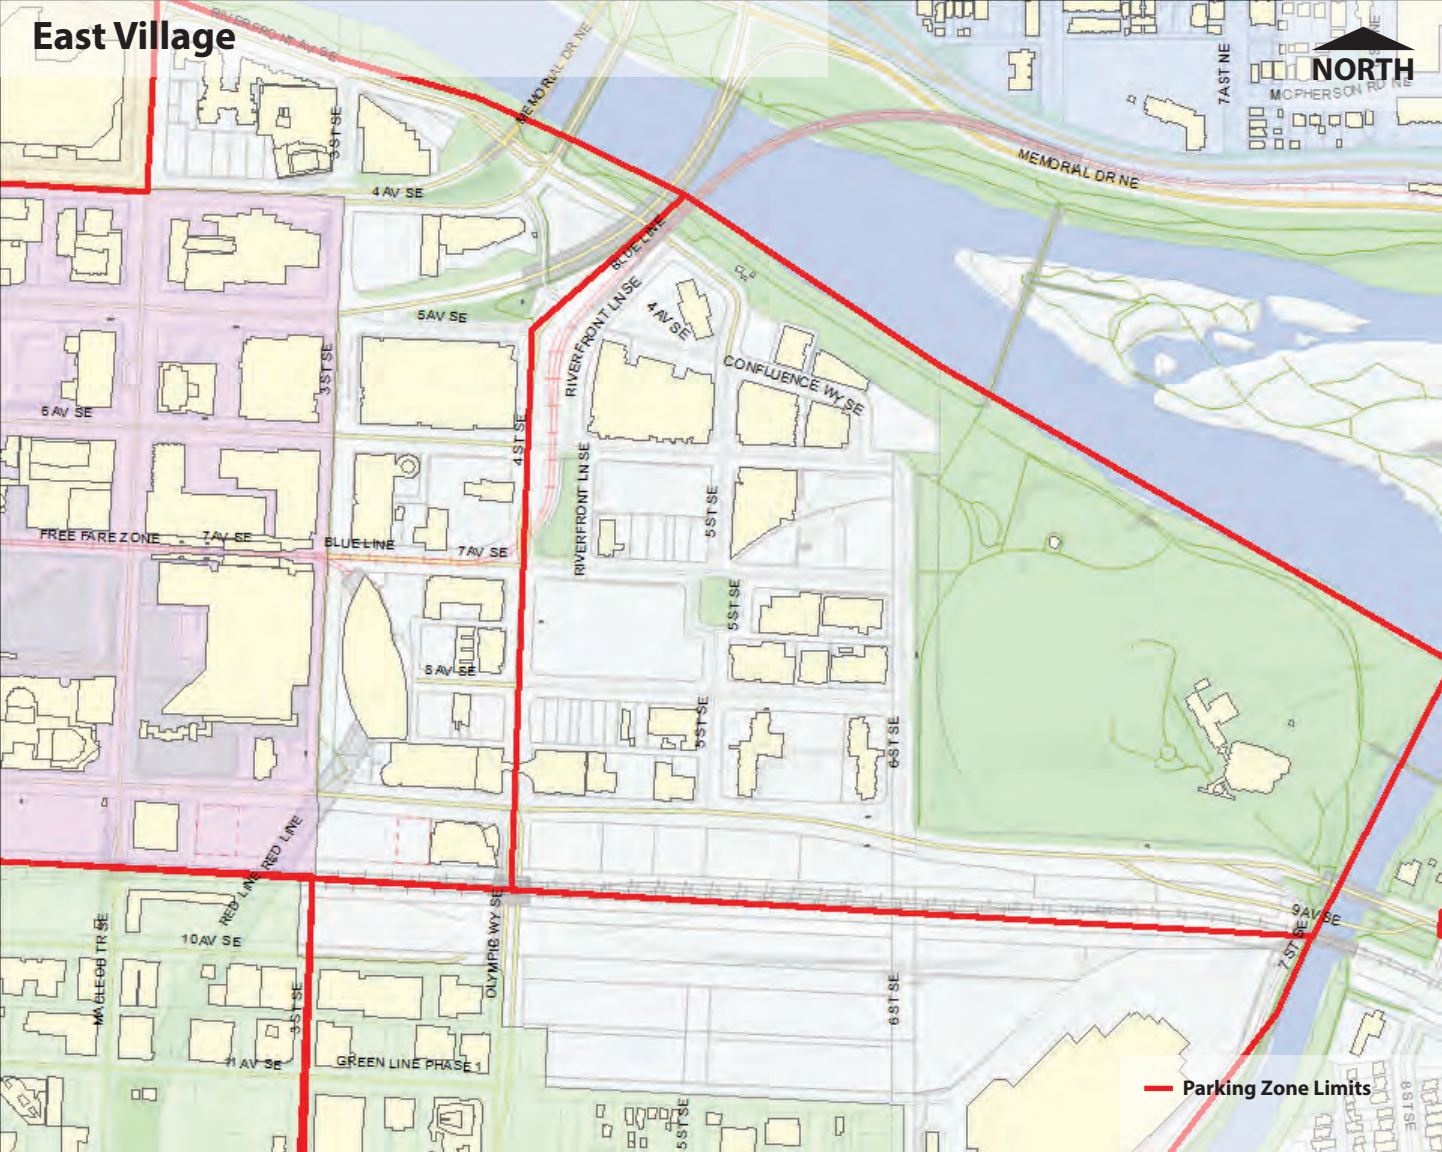 East Village
RIVERFRONT AV SE
MEMORIAL DR NE
7A ST NE
NORTH
MCPHERSON RD NE
3 ST SE
4 AV SE
MEMORIAL DR NE
BLUE LINE
RIVERFRONT LN SE
4 AV SE
5 AV SE
3 ST SE
CONFLUENCE WY SE
6 AV SE
4 ST SE
RIVERFRONT LN SE
5 ST SE
FREE FARE ZONE
7 AV SE
BLUE LINE
7 AV SE
5 ST SE
8 AV SE
5 ST SE
6 ST SE
RED LINE
RED LINE
9 AV SE
7 ST SE
MACLEOD TR SE
10 AV SE
OLYMPIC WY SE
3 ST SE
6 ST SE
11 AV SE
GREEN LINE PHASE 1
Parking Zone Limits
5 ST SE
8 ST SE